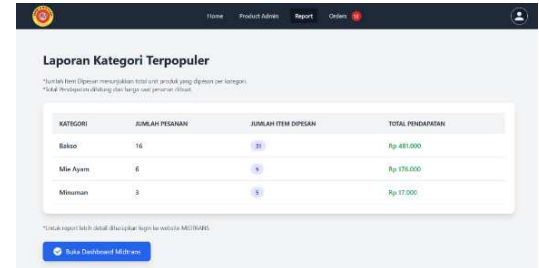 Home Product Admin Report Orders
Laporan Kategori Terpopuler
*Jumlah Item Dipesan menunjukkan total unit produk yang dipesan per kategori.
*Total Pendapatan dihitung dari harga saat pesanan dibuat.
KATEGORI JUMLAH PESANAN JUMLAH ITEM DIPESAN TOTAL PENDAPATAN
Bakso 16 31 Rp 481.000
Mie Ayam 6 9 Rp 176.000
Minuman 3 5 Rp 17.000
*Untuk report lebih detail diharapkan login ke website MIDTRANS
Buka Dashboard Midtrans